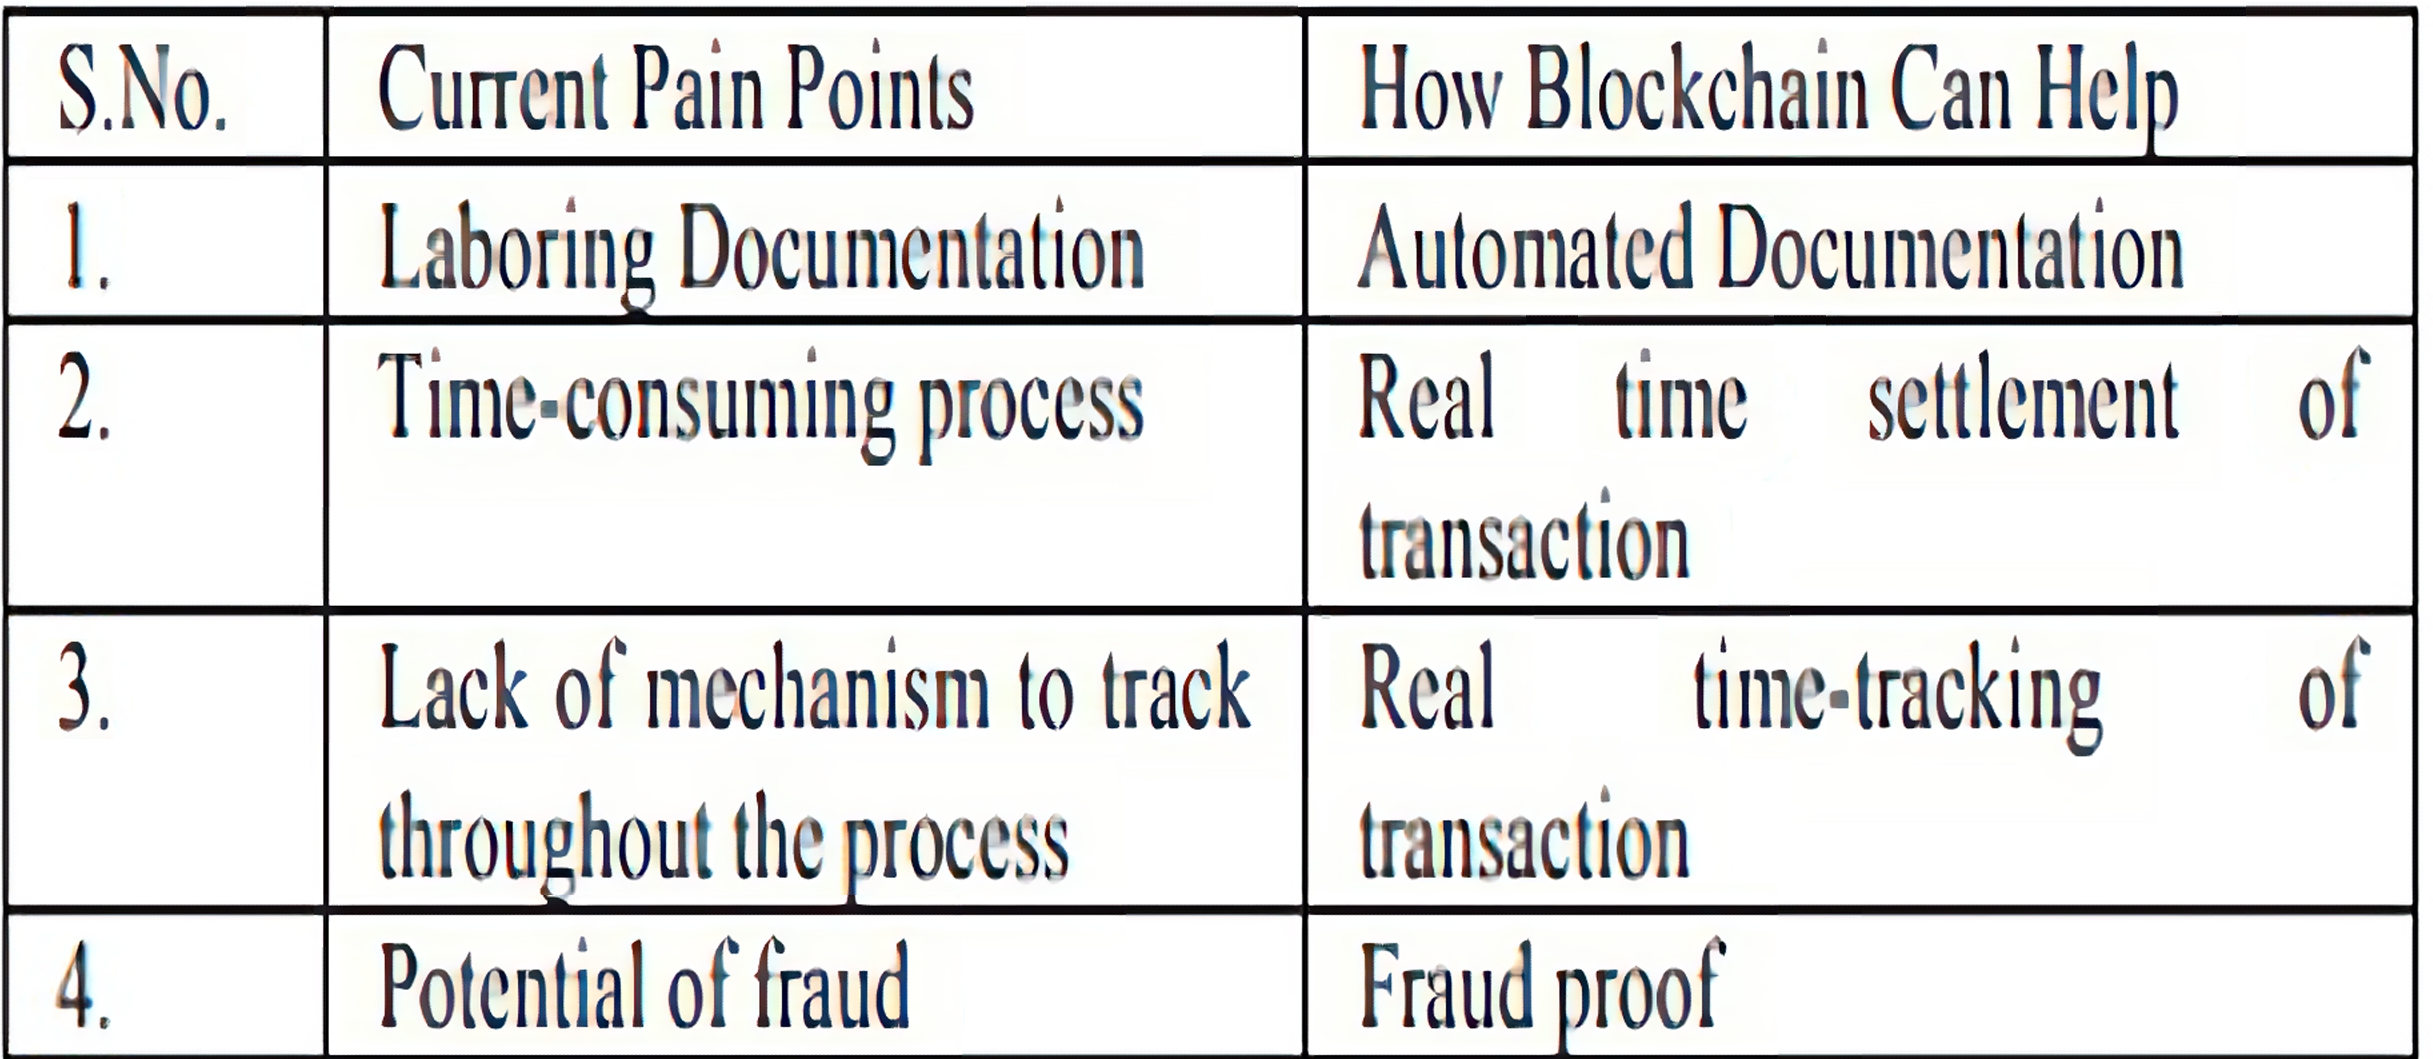 S.No. Current Pain Points How Blockchain Can Help
1. Laboring Documentation Automated Documentation
2. Time-consuming process Real time settlement of
transaction
3. Lack of mechanism to track Real time-tracking of
throughout the process transaction
4. Potential of fraud Fraud proof